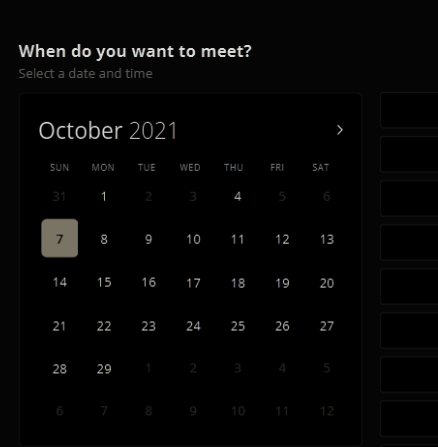 When do you want to meet?
Select a date and time
October 2021
SUN MON TUE WED THU FRI SAT
31 1 2 3 4 5 6
7 8 9 10 11 12 13
14 15 16 17 18 19 20
21 22 23 24 25 26 27
28 29 1 2 3 4 5
6 7 8 9 10 11 12